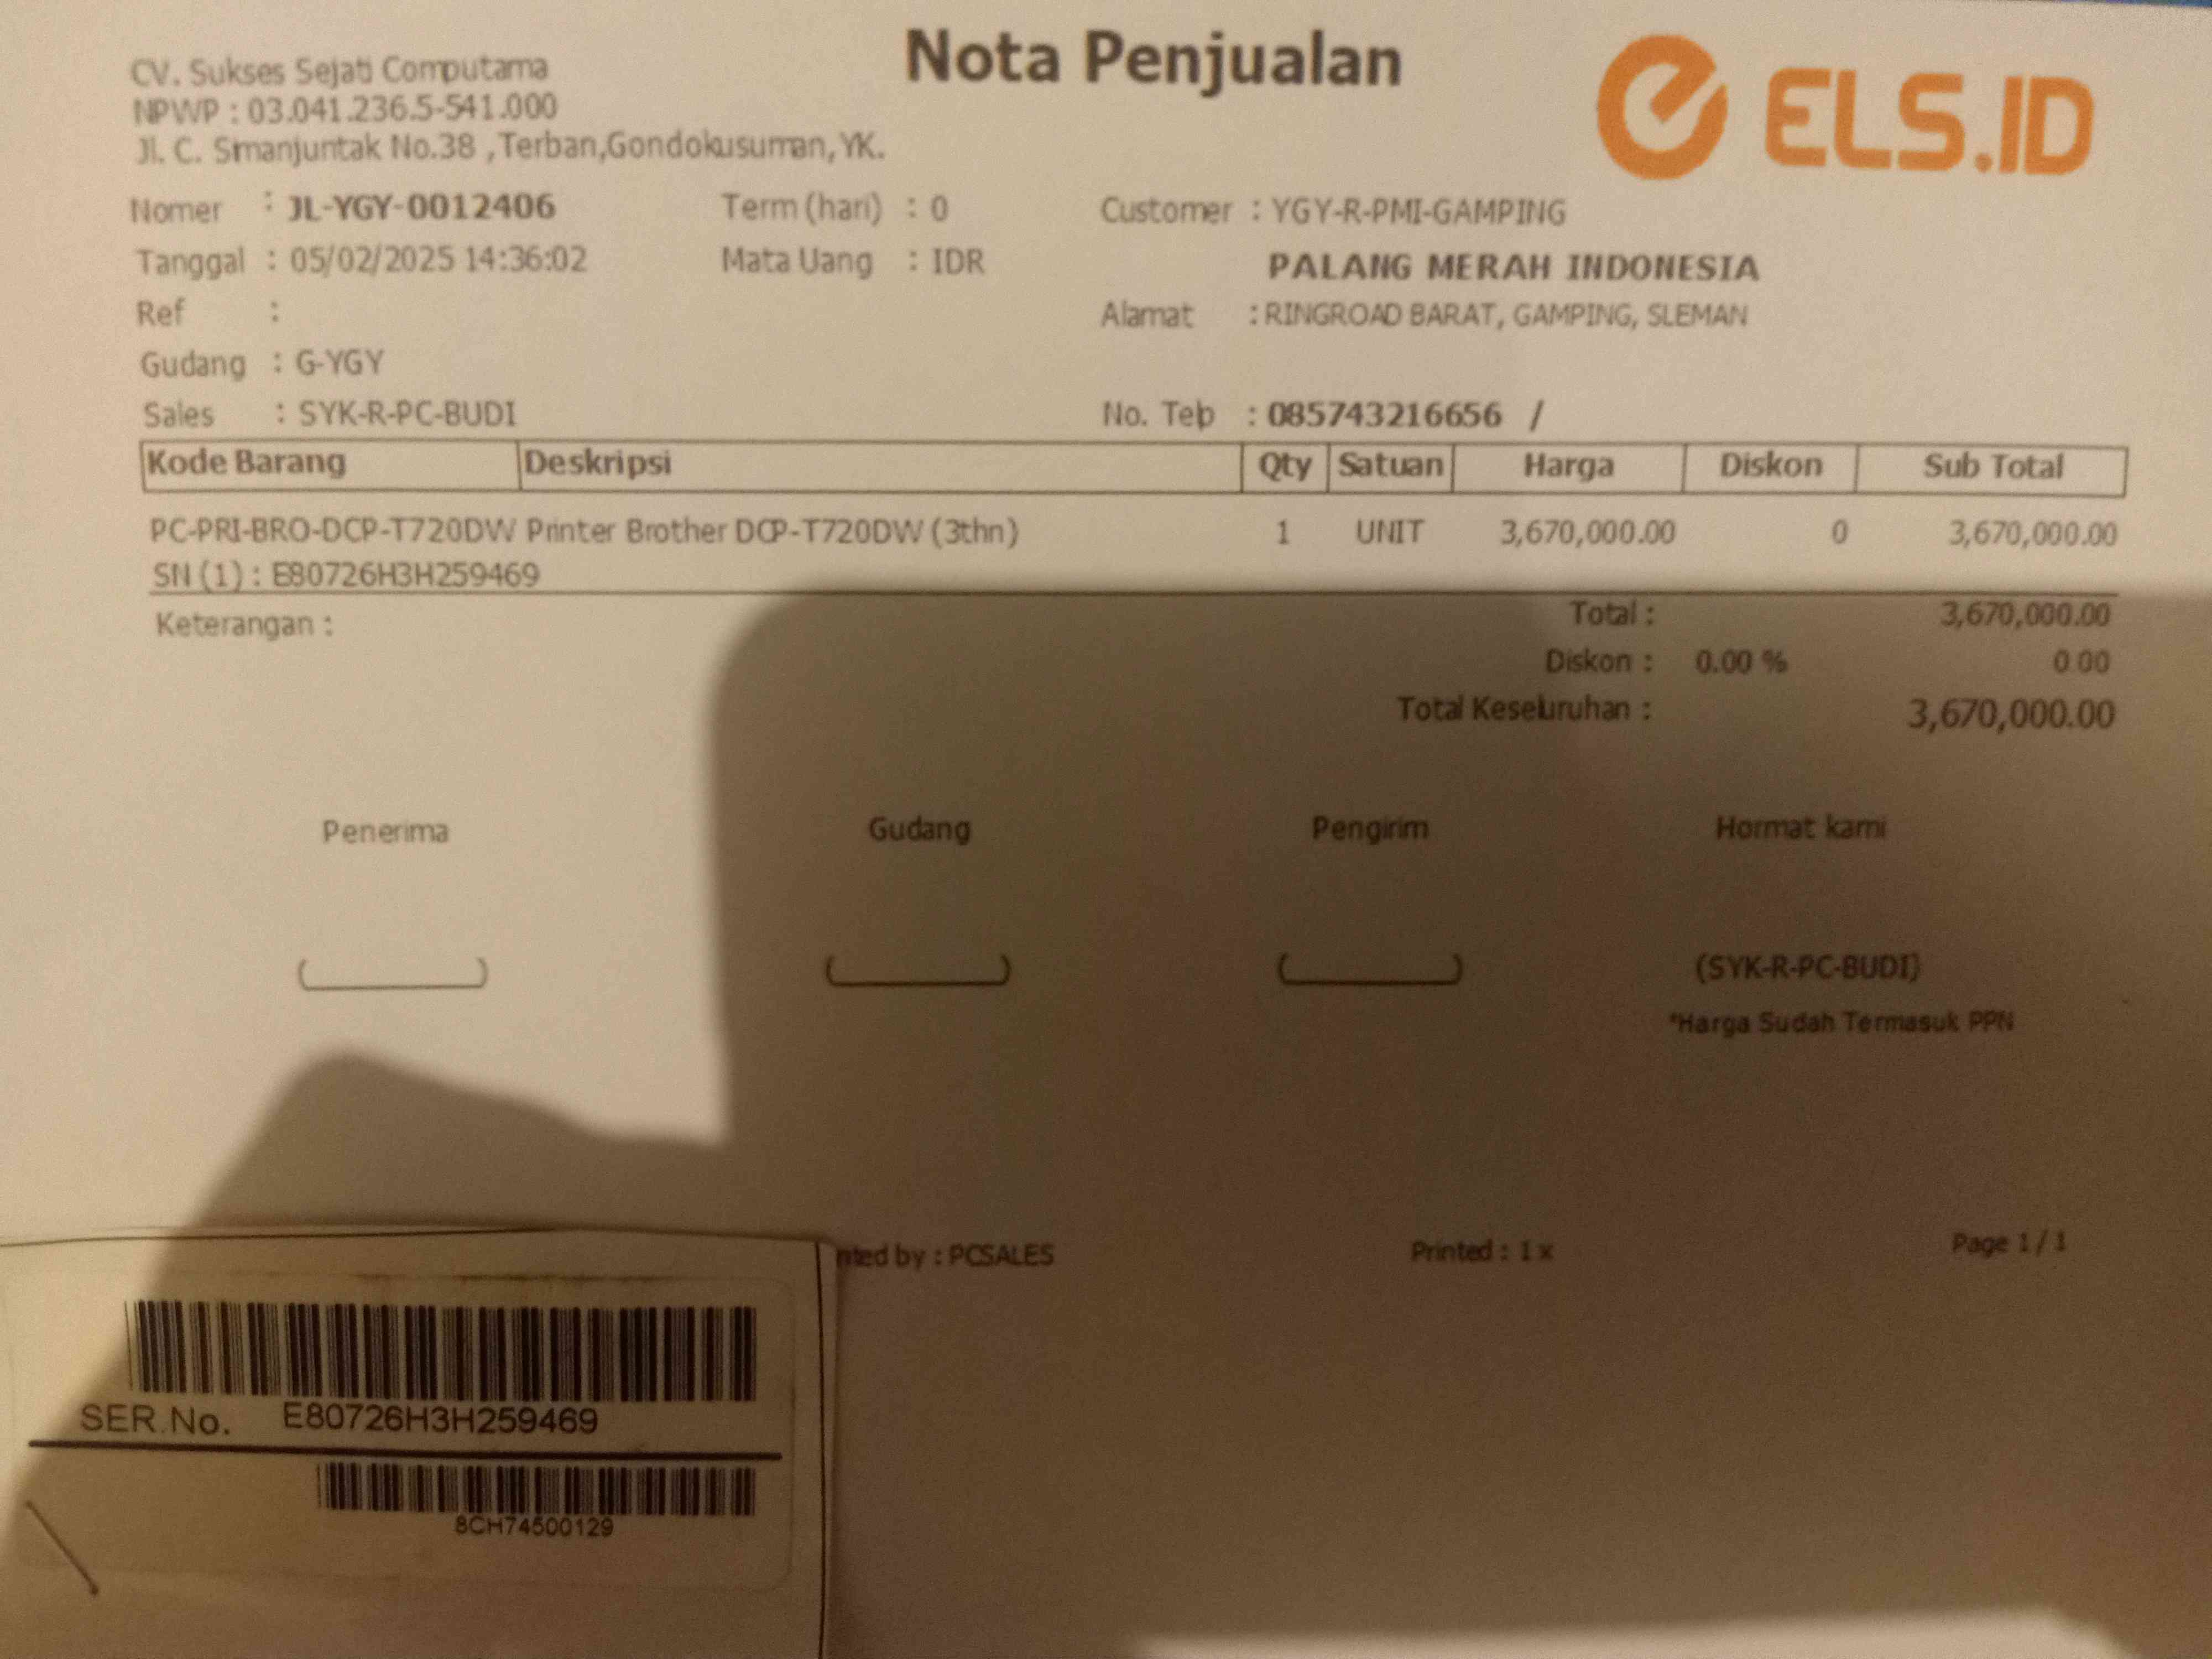 Nota Penjualan
ELS.ID
CV. Sukses Sejati Computama
NPWP : 03.041.236.5-541.000
Jl. C. Simanjuntak No.38 ,Terban,Gondokusuman,YK.
Nomer : JL-YGY-0012406 Term (hari) : 0 Customer : YGY-R-PMI-GAMPING
Tanggal : 05/02/2025 14:36:02 Mata Uang : IDR PALANG MERAH INDONESIA
Ref : Alamat : RINGROAD BARAT, GAMPING, SLEMAN
Gudang : G-YGY
Sales : SYK-R-PC-BUDI No. Telp : 085743216656 /
Kode Barang Deskripsi Qty Satuan Harga Diskon Sub Total
PC-PRI-BRO-DCP-T720DW Printer Brother DCP-T720DW (3thn) 1 UNIT 3,670,000.00 0 3,670,000.00
SN (1) : E80726H3H259469
Keterangan : Total : 3,670,000.00
Diskon : 0.00 % 0.00
Total Keseluruhan : 3,670,000.00
Penerima Gudang Pengirim Hormat kami
(SYK-R-PC-BUDI)
*Harga Sudah Termasuk PPN
nted by : PCSALES Printed : 1 x Page 1 / 1
SER.No. E80726H3H259469
8CH74500129